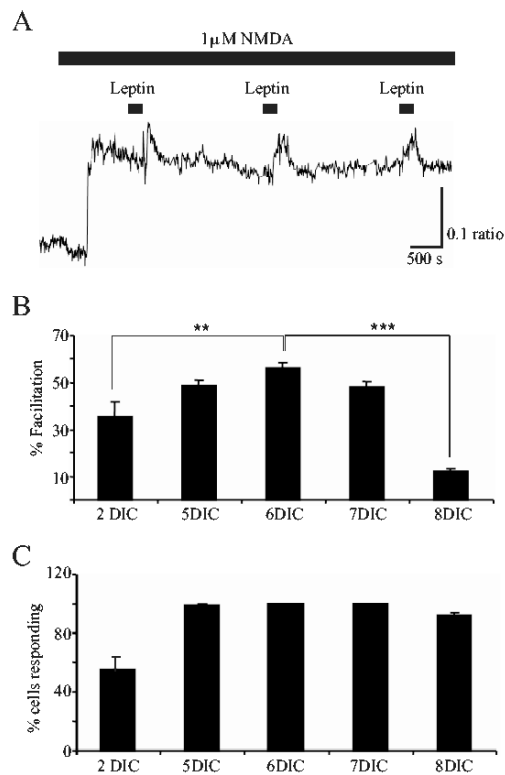 A
1μM NMDA
Leptin Leptin Leptin
0.1 ratio
500 s
B
70
50
30
10
% Facilitation
** ***
2 DIC 5DIC 6DIC 7DIC 8DIC
C
120
80
40
0
% cells responding
2 DIC 5DIC 6DIC 7DIC 8DIC